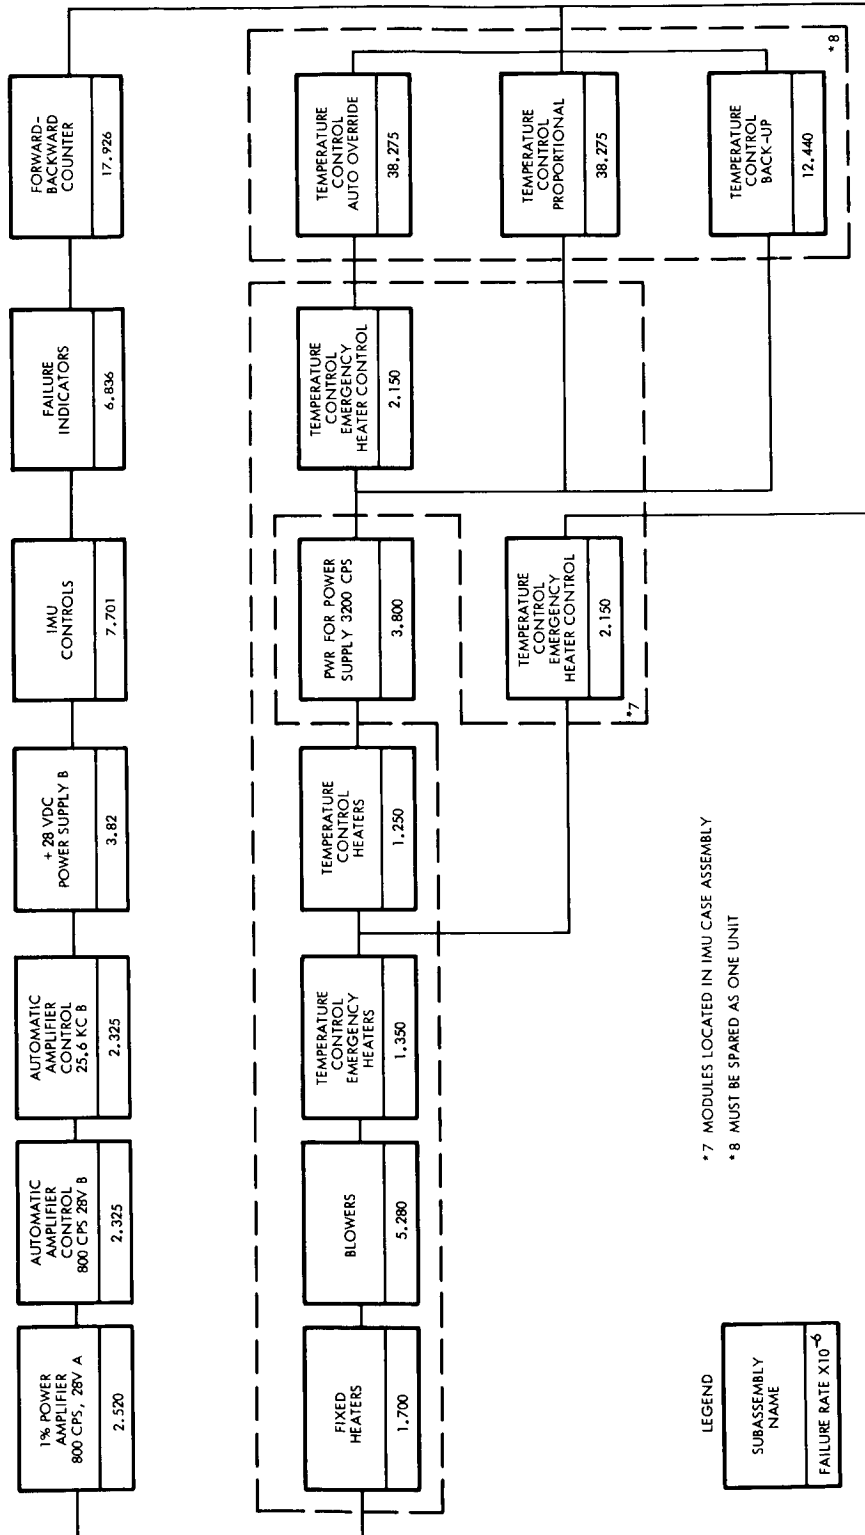 1% POWER
AMPLIFIER
800 CPS, 28V A
2.520
AUTOMATIC
AMPLIFIER
CONTROL
800 CPS 28V B
2.325
AUTOMATIC
AMPLIFIER
CONTROL
25.6 KC B
2.325
+ 28 VDC
POWER SUPPLY B
3.82
IMU
CONTROLS
7.701
FAILURE
INDICATORS
6.836
FORWARD-
BACKWARD
COUNTER
17.926
FIXED
HEATERS
1.700
BLOWERS
5.280
TEMPERATURE
CONTROL
EMERGENCY
HEATERS
1.350
TEMPERATURE
CONTROL
HEATERS
1.250
PWR FOR POWER
SUPPLY 3200 CPS
3.800
TEMPERATURE
CONTROL
EMERGENCY
HEATER CONTROL
2.150
TEMPERATURE
CONTROL
AUTO OVERRIDE
38.275
TEMPERATURE
CONTROL
EMERGENCY
HEATER CONTROL
2.150
TEMPERATURE
CONTROL
PROPORTIONAL
38.275
*7
TEMPERATURE
CONTROL
BACK-UP
12.440
*8
*7 MODULES LOCATED IN IMU CASE ASSEMBLY
*8 MUST BE SPARED AS ONE UNIT
LEGEND
SUBASSEMBLY
NAME
FAILURE RATE X10-6